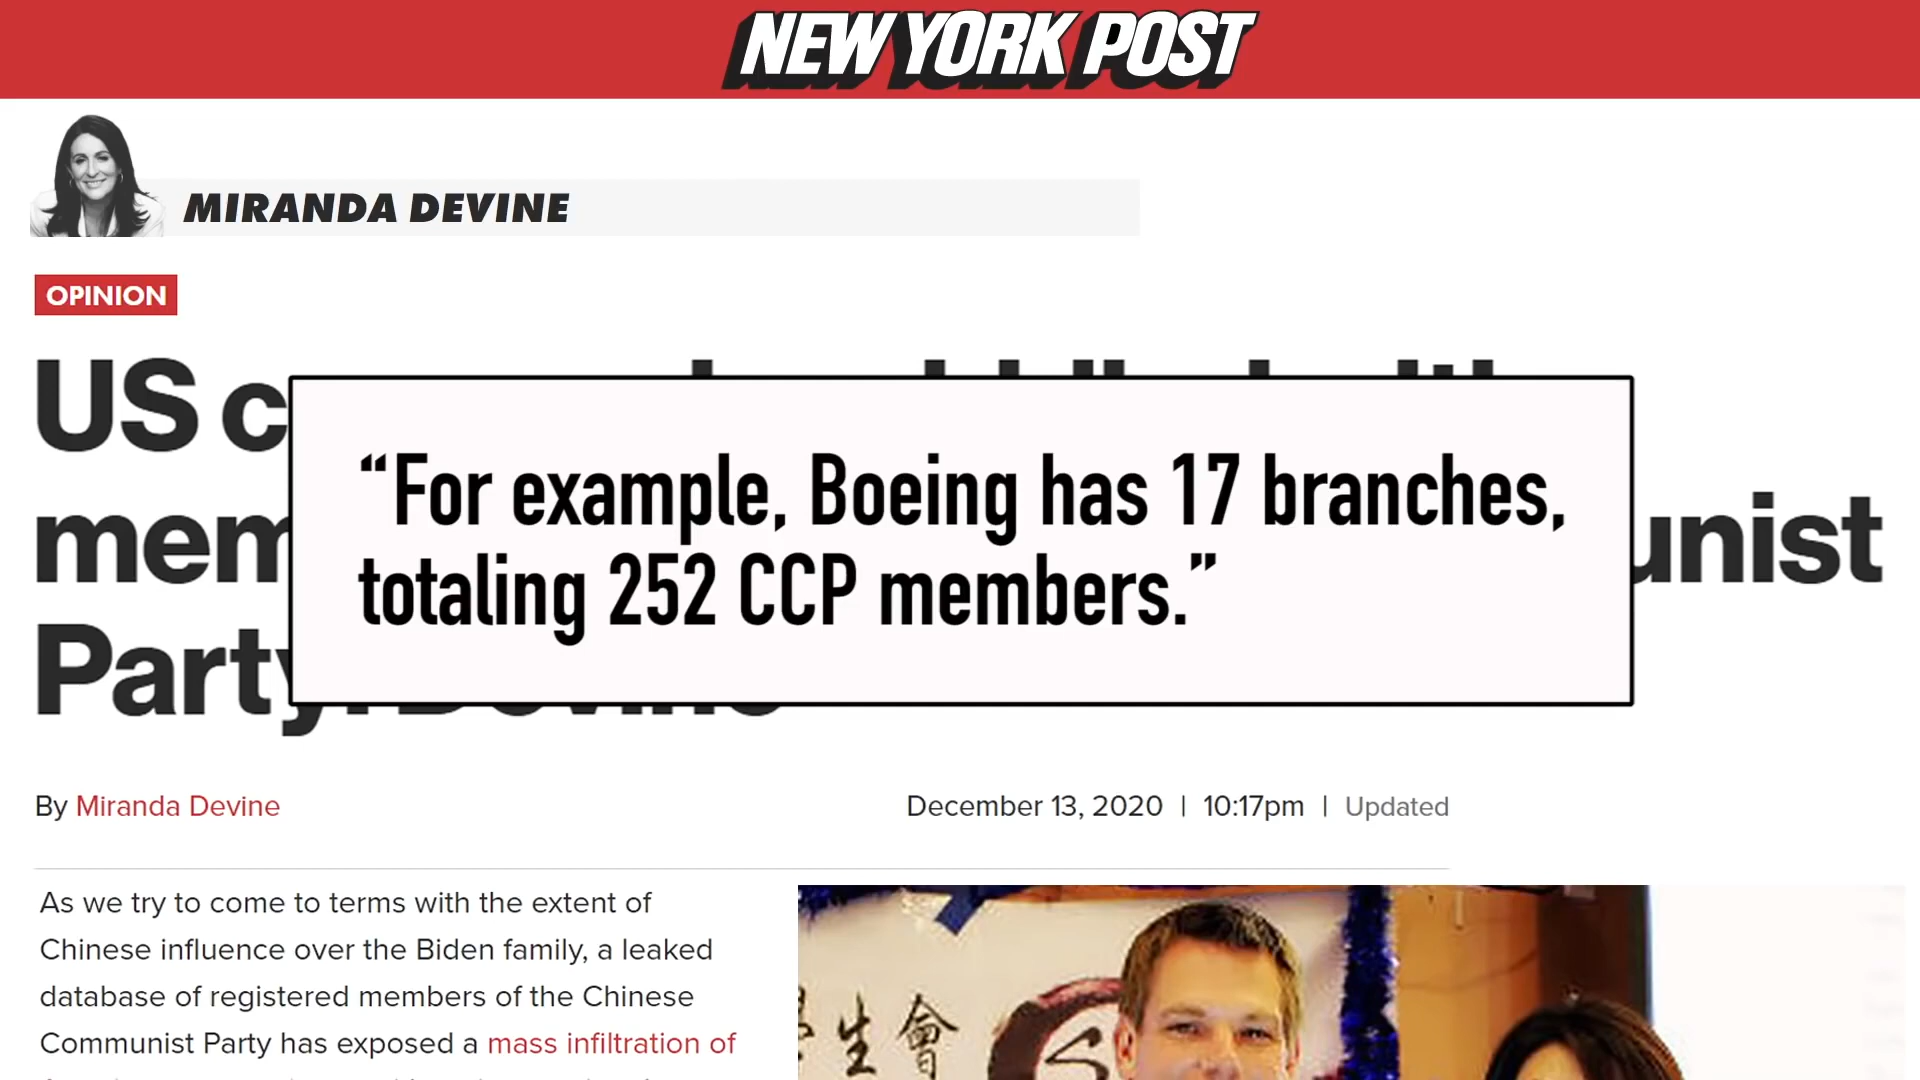 NEW YORK POST
MIRANDA DEVINE
OPINION
US
“For example, Boeing has 17 branches,
totaling 252 CCP members.”
By Miranda Devine
December 13, 2020 | 10:17pm | Updated
As we try to come to terms with the extent of
Chinese influence over the Biden family, a leaked
database of registered members of the Chinese
Communist Party has exposed a mass infiltration of
生會